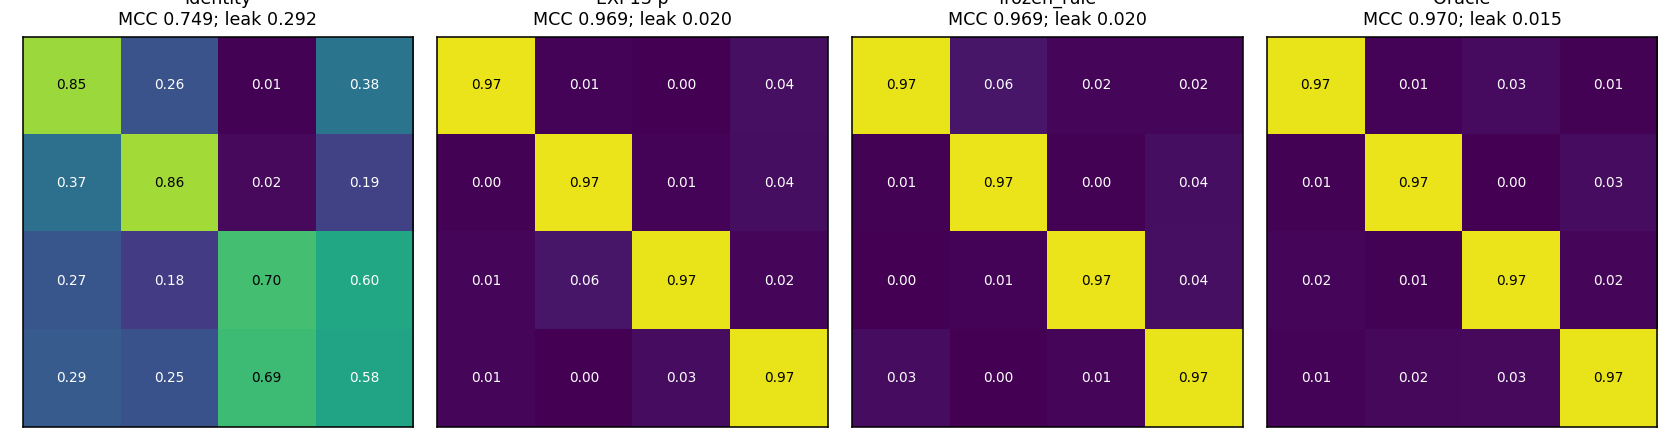 Identity
MCC 0.749; leak 0.292
0.85 0.26 0.01 0.38
0.37 0.86 0.02 0.19
0.27 0.18 0.70 0.60
0.29 0.25 0.69 0.58
MCC 0.969; leak 0.020
0.97 0.01 0.00 0.04
0.00 0.97 0.01 0.04
0.01 0.06 0.97 0.02
0.01 0.00 0.03 0.97
frozen_rule
MCC 0.969; leak 0.020
0.97 0.06 0.02 0.02
0.01 0.97 0.00 0.04
0.00 0.01 0.97 0.04
0.03 0.00 0.01 0.97
Oracle
MCC 0.970; leak 0.015
0.97 0.01 0.03 0.01
0.01 0.97 0.00 0.03
0.02 0.01 0.97 0.02
0.01 0.02 0.03 0.97